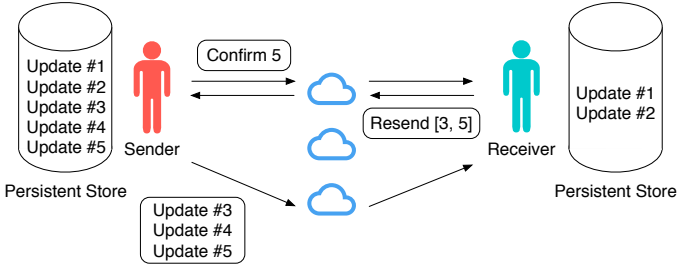 Update #1
Update #2
Update #3
Update #4
Update #5
Persistent Store
Sender
Confirm 5
Resend [3, 5]
Receiver
Update #1
Update #2
Persistent Store
Update #3
Update #4
Update #5